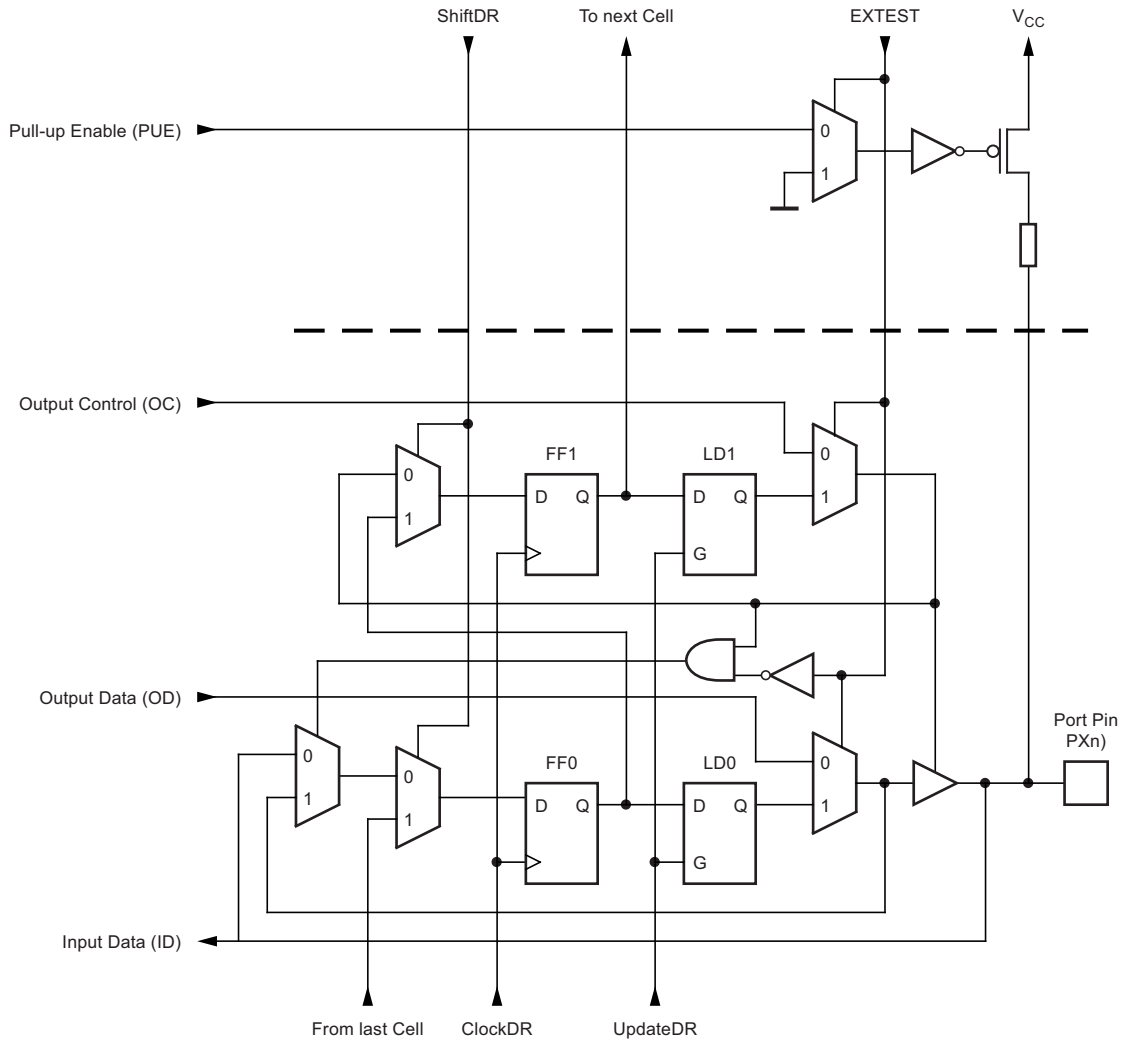 ShiftDR
To next Cell
EXTEST
VCC
Pull-up Enable (PUE)
0
1
Output Control (OC)
FF1
LD1
0
1
0
1
D Q
D Q
G
Output Data (OD)
Port Pin
PXn)
FF0
LD0
0
1
0
1
0
1
D Q
D Q
G
Input Data (ID)
From last Cell
ClockDR
UpdateDR